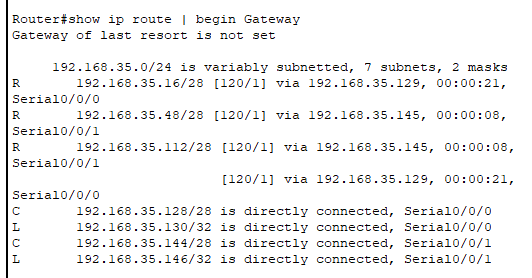 Router#show ip route | begin Gateway
Gateway of last resort is not set
192.168.35.0/24 is variably subnetted, 7 subnets, 2 masks
R 192.168.35.16/28 [120/1] via 192.168.35.129, 00:00:21,
Serial0/0/0
R 192.168.35.48/28 [120/1] via 192.168.35.145, 00:00:08,
Serial0/0/1
R 192.168.35.112/28 [120/1] via 192.168.35.145, 00:00:08,
Serial0/0/1
[120/1] via 192.168.35.129, 00:00:21,
Serial0/0/0
C 192.168.35.128/28 is directly connected, Serial0/0/0
L 192.168.35.130/32 is directly connected, Serial0/0/0
C 192.168.35.144/28 is directly connected, Serial0/0/1
L 192.168.35.146/32 is directly connected, Serial0/0/1